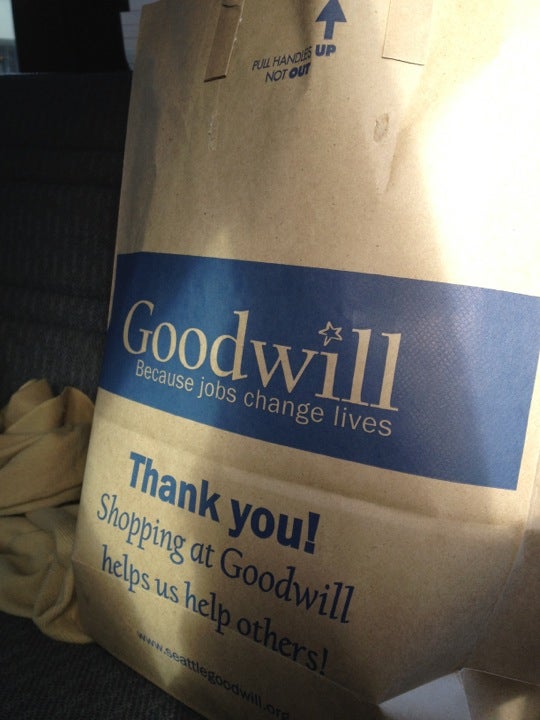 PULL HANDLES UP
NOT OUT
Goodwill
Because jobs change lives
Thank you!
Shopping at Goodwill
helps us help others!
www.seattlegoodwill.org